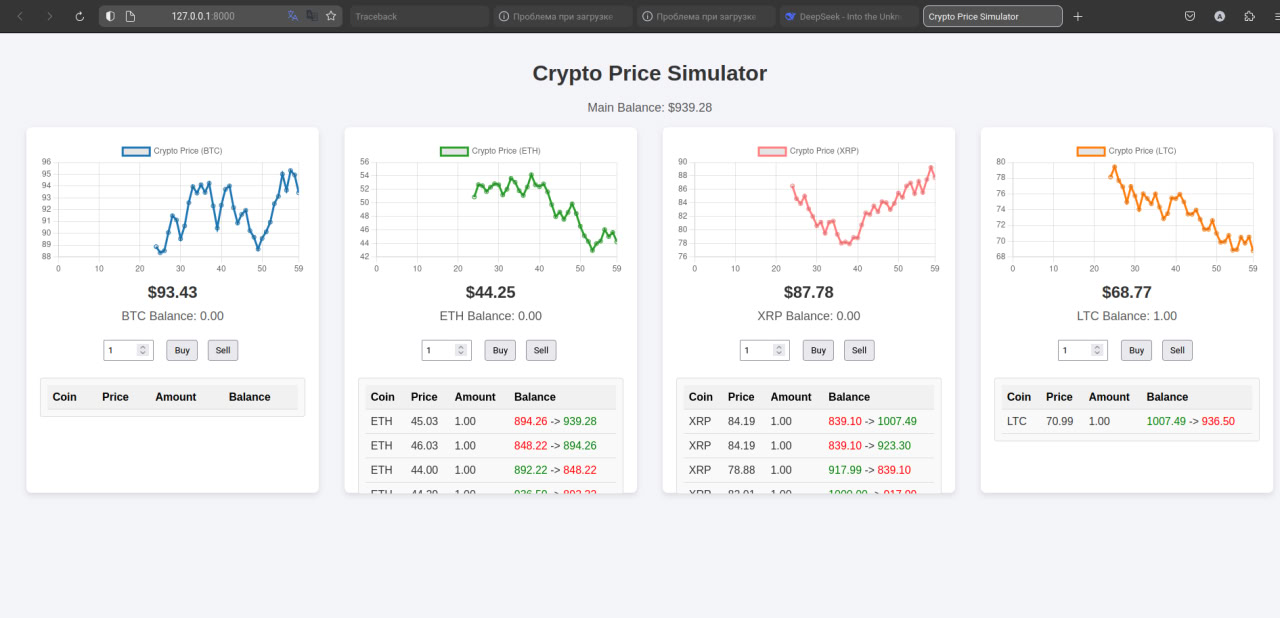 127.0.0.1:8000
Traceback
Проблема при загрузке
Проблема при загрузке
DeepSeek - Into the Unkn
Crypto Price Simulator
Crypto Price Simulator
Main Balance: $939.28
Crypto Price (BTC)
96
95
94
93
92
91
90
89
88
0 10 20 30 40 50 59
$93.43
BTC Balance: 0.00
1 Buy Sell
Coin Price Amount Balance
Crypto Price (ETH)
56
54
52
50
48
46
44
42
0 10 20 30 40 50 59
$44.25
ETH Balance: 0.00
1 Buy Sell
Coin Price Amount Balance
ETH 45.03 1.00 894.26 -> 939.28
ETH 46.03 1.00 848.22 -> 894.26
ETH 44.00 1.00 892.22 -> 848.22
Crypto Price (XRP)
90
88
86
84
82
80
78
76
0 10 20 30 40 50 59
$87.78
XRP Balance: 0.00
1 Buy Sell
Coin Price Amount Balance
XRP 84.19 1.00 839.10 -> 1007.49
XRP 84.19 1.00 839.10 -> 923.30
XRP 78.88 1.00 917.99 -> 839.10
Crypto Price (LTC)
80
78
76
74
72
70
68
0 10 20 30 40 50 59
$68.77
LTC Balance: 1.00
1 Buy Sell
Coin Price Amount Balance
LTC 70.99 1.00 1007.49 -> 936.50